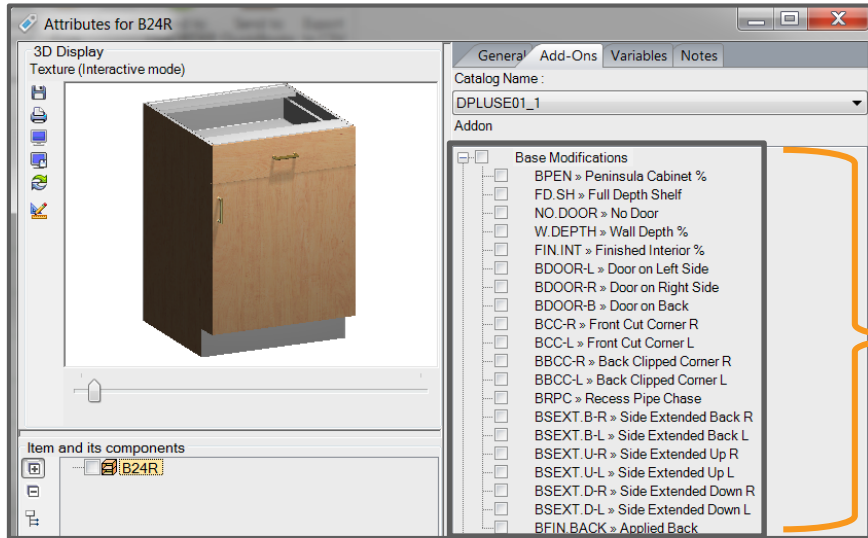 Attributes for B24R
3D Display
Texture (Interactive mode)
General Add-Ons Variables Notes
Catalog Name :
DPLUSE01_1
Addon
Base Modifications
BPEN » Peninsula Cabinet %
FD.SH » Full Depth Shelf
NO.DOOR » No Door
W.DEPTH » Wall Depth %
FIN.INT » Finished Interior %
BDOOR-L » Door on Left Side
BDOOR-R » Door on Right Side
BDOOR-B » Door on Back
BCC-R » Front Cut Corner R
BCC-L » Front Cut Corner L
BBCC-R » Back Clipped Corner R
BBCC-L » Back Clipped Corner L
BRPC » Recess Pipe Chase
BSEXT.B-R » Side Extended Back R
BSEXT.B-L » Side Extended Back L
BSEXT.U-R » Side Extended Up R
BSEXT.U-L » Side Extended Up L
BSEXT.D-R » Side Extended Down R
BSEXT.D-L » Side Extended Down L
BFIN.BACK » Applied Back
Item and its components
B24R